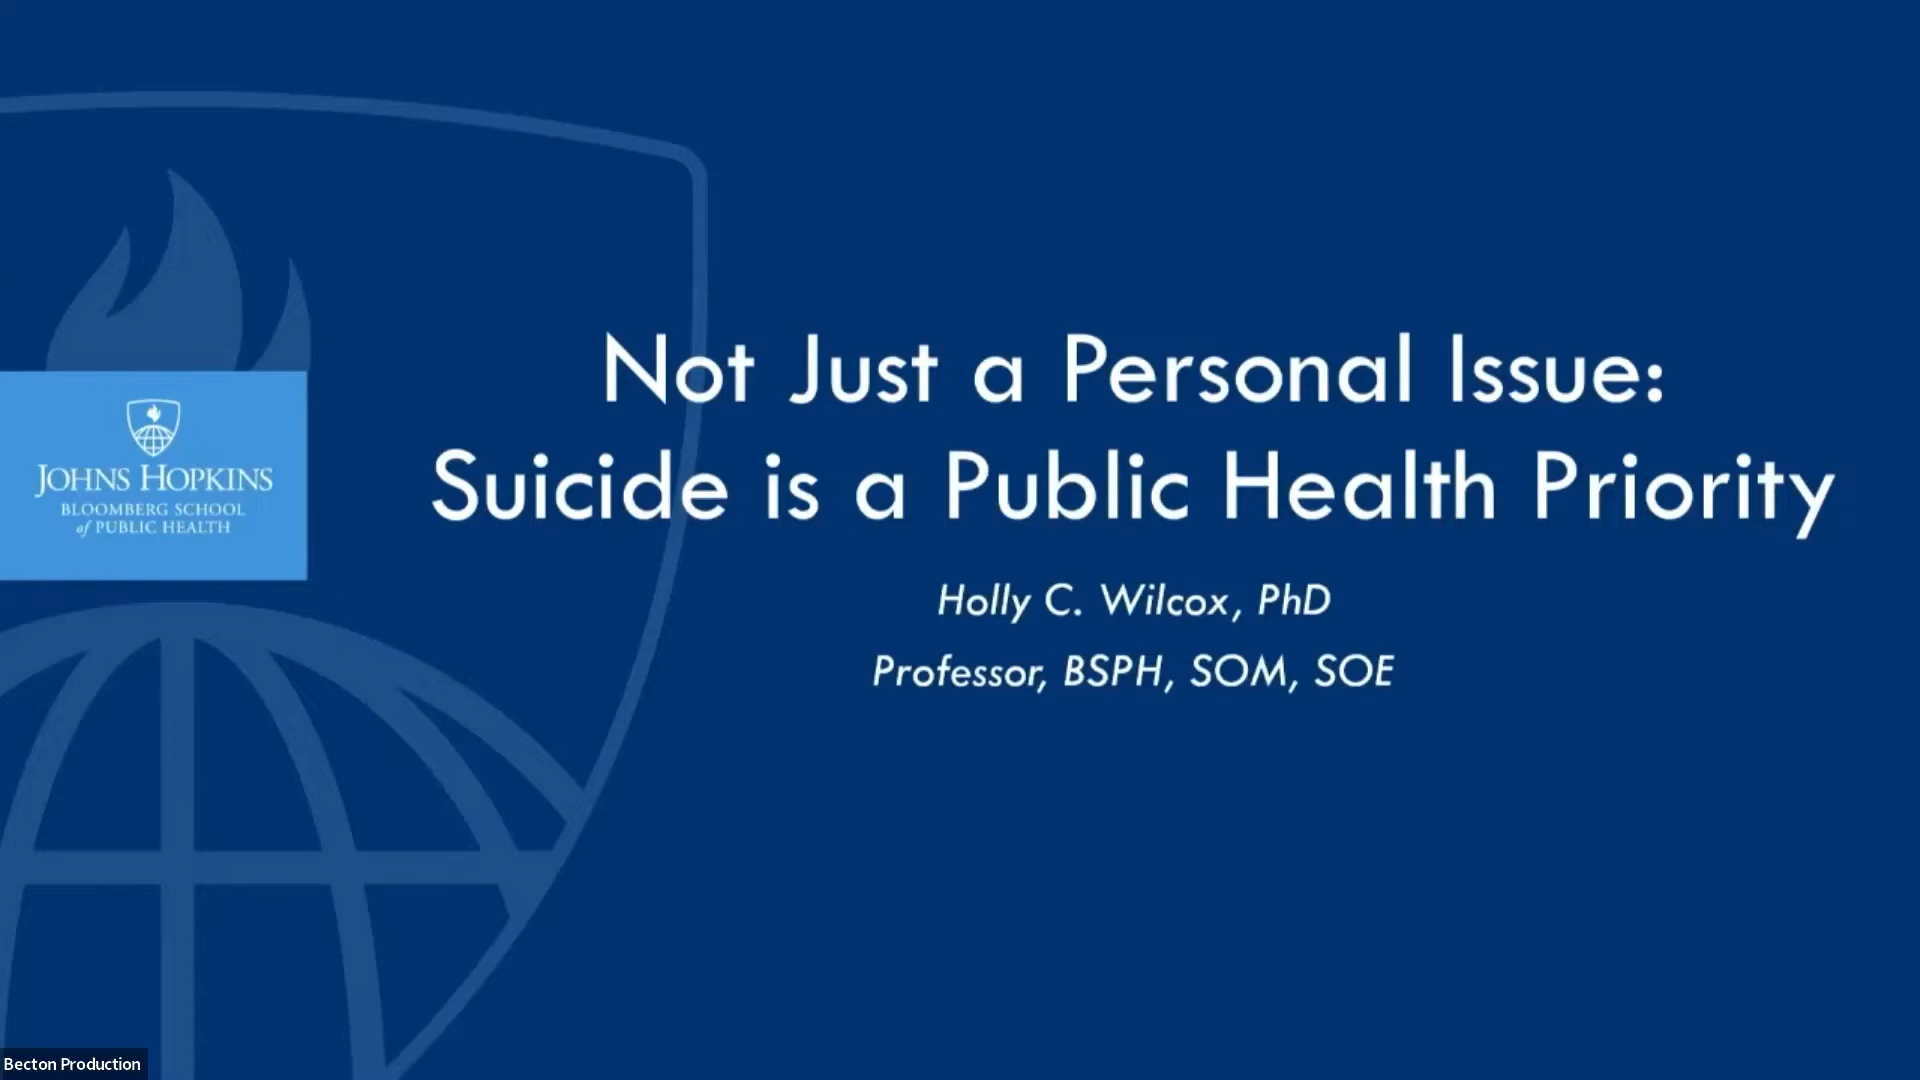 Not Just a Personal Issue:
Suicide is a Public Health Priority
Holly C. Wilcox, PhD
Professor, BSPH, SOM, SOE
JOHNS HOPKINS
BLOOMBERG SCHOOL
of PUBLIC HEALTH
Becton Production